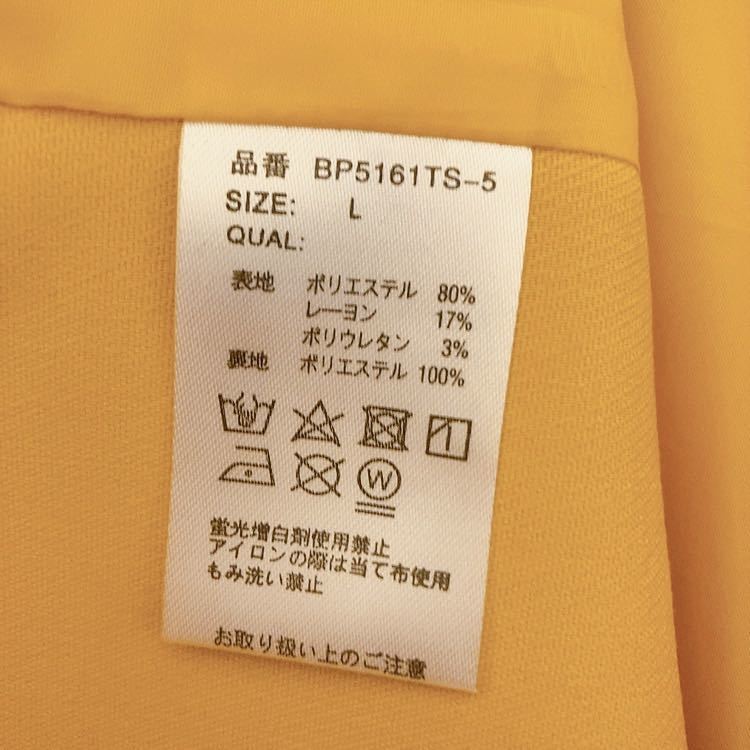 品番 BP5161TS-5
SIZE: L
QUAL:
表地 ポリエステル 80%
レーヨン 17%
ポリウレタン 3%
裏地 ポリエステル 100%
W
蛍光増白剤使用禁止
アイロンの際は当て布使用
もみ洗い禁止
お取り扱い上のご注意